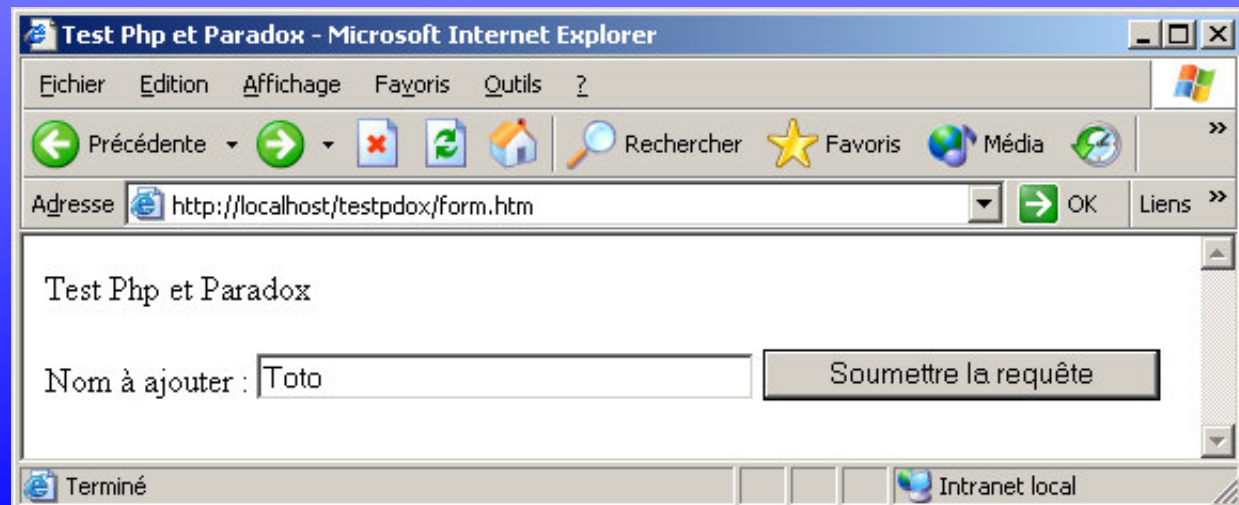 Test Php et Paradox - Microsoft Internet Explorer
Fichier Edition Affichage Favoris Outils ?
Précédente Rechercher Favoris Média »
Adresse http://localhost/testpdox/form.htm OK Liens »
Test Php et Paradox
Nom à ajouter : Toto Soumettre la requête
Terminé Intranet local